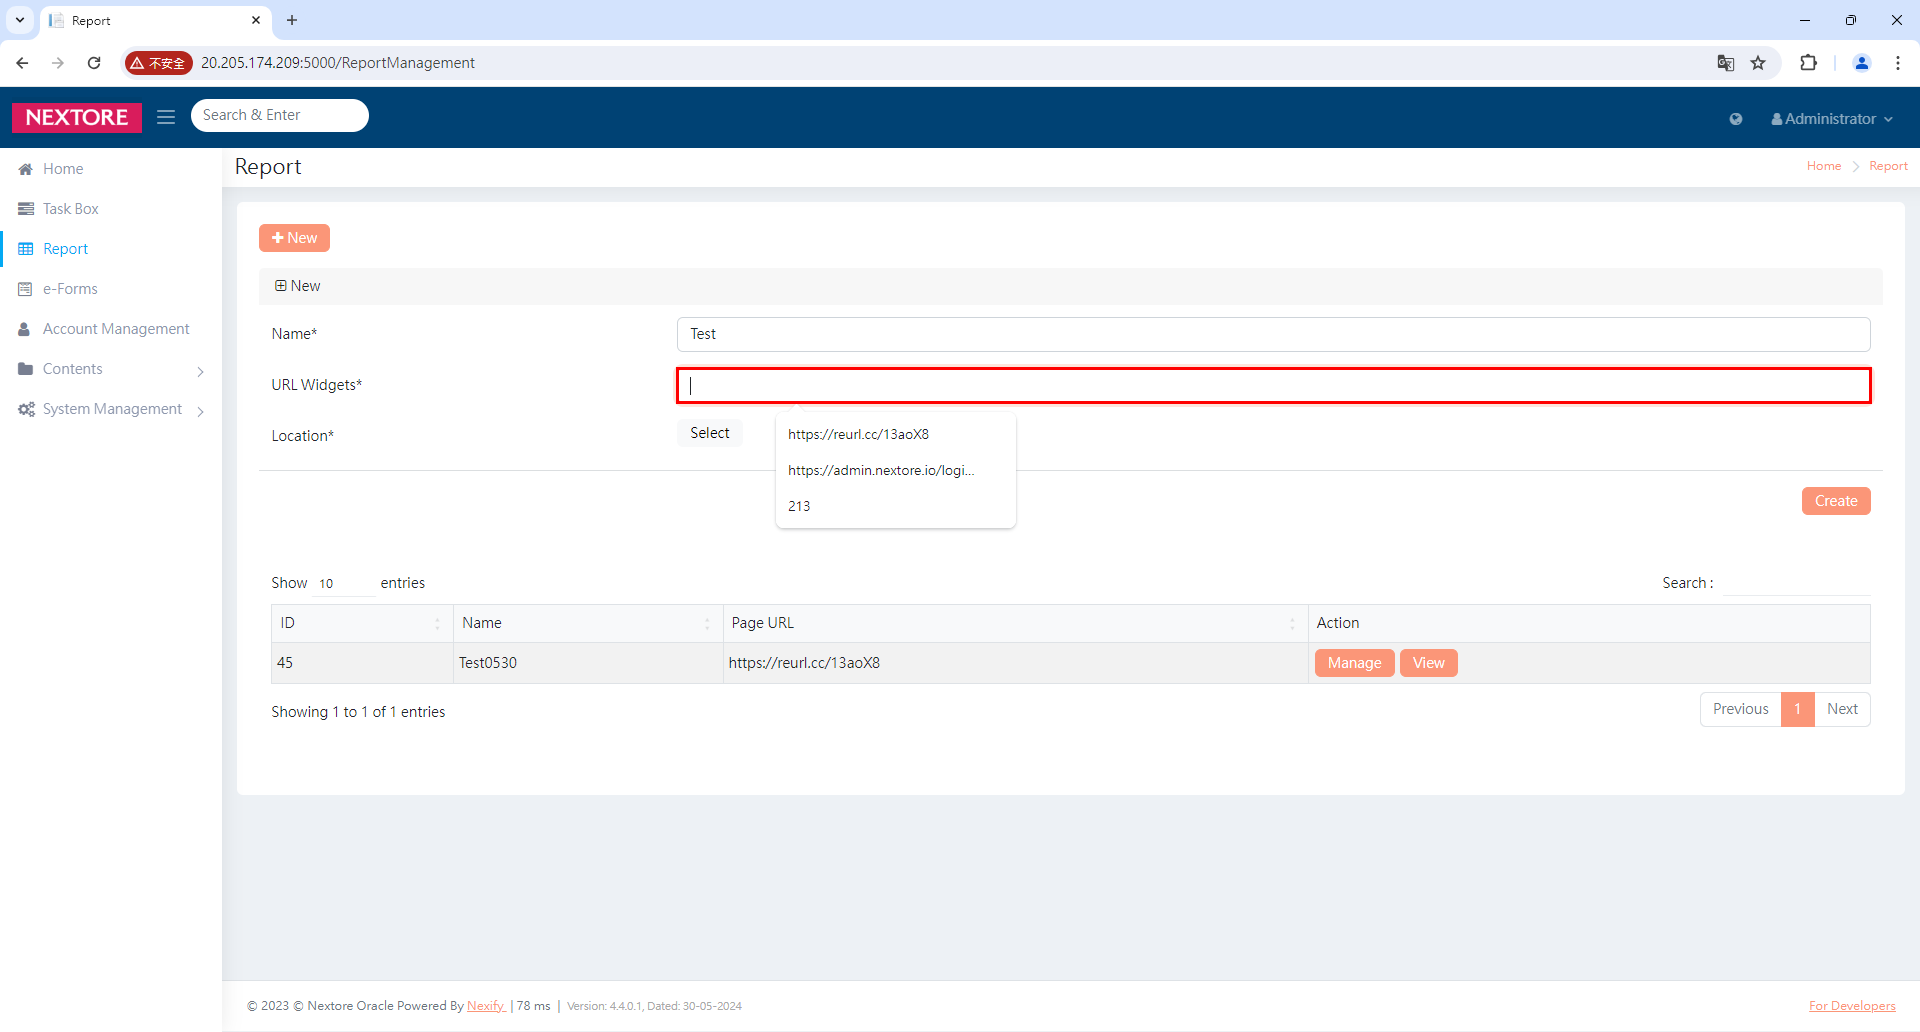 Report
不安全
20.205.174.209:5000/ReportManagement
NEXTORE
Search & Enter
Administrator
Home
Task Box
Report
e-Forms
Account Management
Contents
System Management
Report
Home
Report
New
New
Name*
Test
URL Widgets*
Location*
Select
https://reurl.cc/13aoX8
https://admin.nextore.io/logi...
213
Create
Show 10 entries
Search :
ID Name Page URL Action
45 Test0530 https://reurl.cc/13aoX8 Manage View
Showing 1 to 1 of 1 entries
Previous 1 Next
© 2023 © Nextore Oracle Powered By Nexify | 78 ms | Version: 4.4.0.1, Dated: 30-05-2024
For Developers